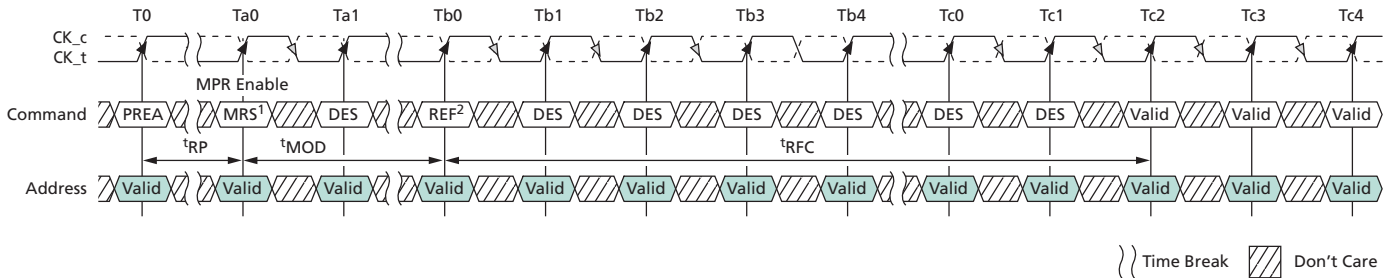 T0 Ta0 Ta1 Tb0 Tb1 Tb2 Tb3 Tb4 Tc0 Tc1 Tc2 Tc3 Tc4
CK_c
CK_t
MPR Enable
Command PREA MRS1 DES REF2 DES DES DES DES DES DES Valid Valid Valid
tRP tMOD tRFC
Address Valid Valid Valid Valid Valid Valid Valid Valid Valid Valid Valid Valid Valid
Time Break Don't Care